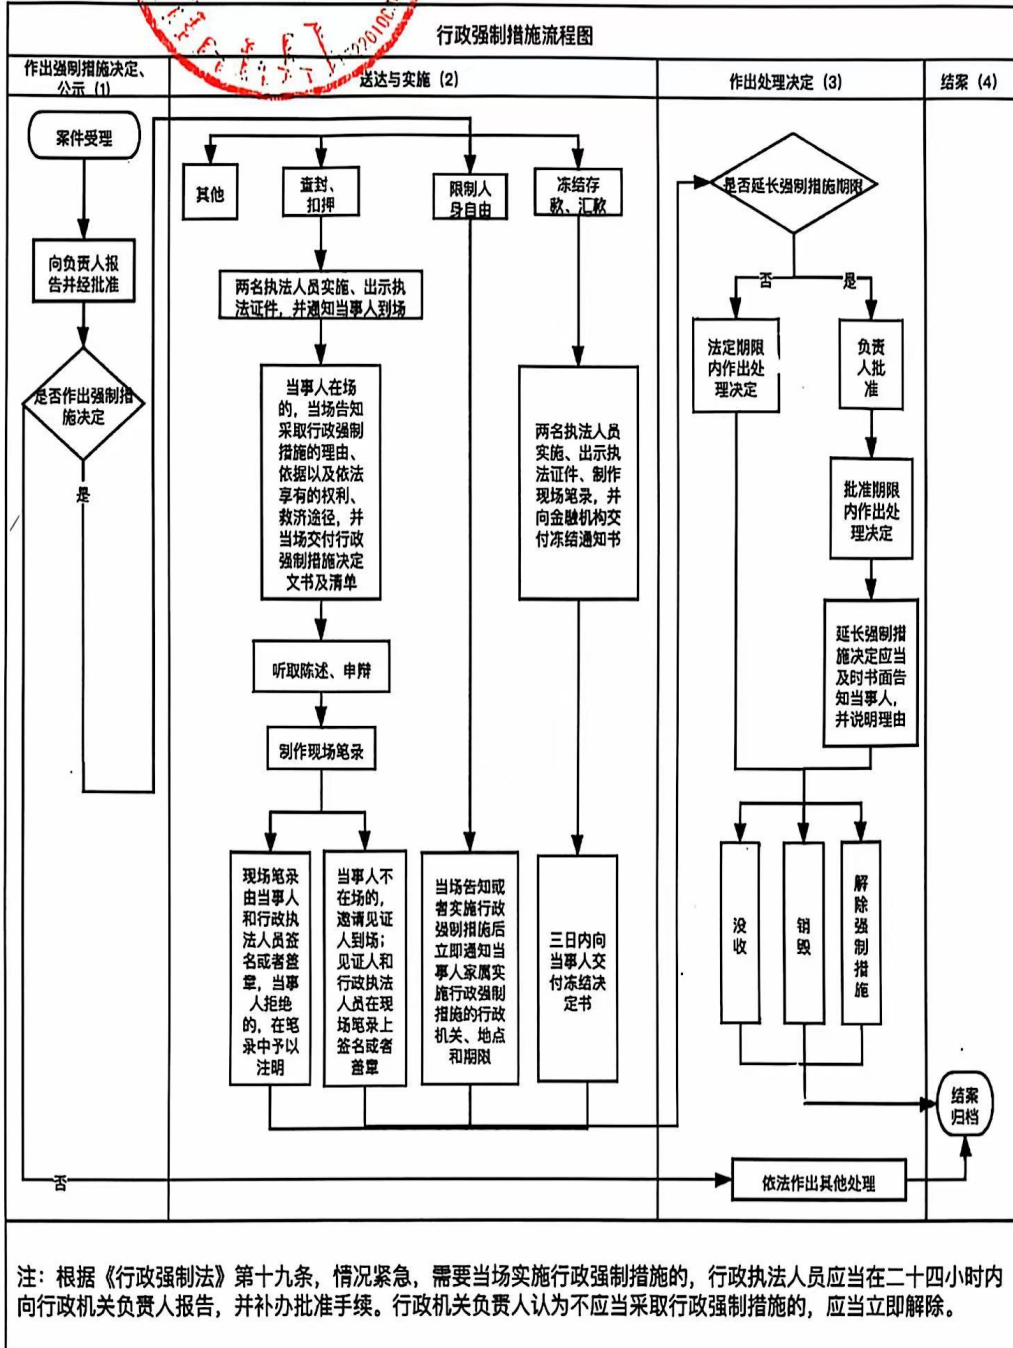 行政强制措施流程图
作出强制措施决定、
公示（1）
送达与实施（2）
作出处理决定（3）
结案（4）
案件受理
向负责人报
告并经批准
是否作出强制措
施决定
是
否
其他
查封、
扣押
限制人
身自由
冻结存
款、汇款
两名执法人员实施、出示执
法证件，并通知当事人到场
当事人在场
的，当场告知
采取行政强制
措施的理由、
依据以及依法
享有的权利、
救济途径，并
当场交付行政
强制措施决定
文书及清单
听取陈述、申辩
制作现场笔录
现场笔录
由当事人
和行政执
法人员签
名或者盖
章，当事
人拒绝
的，在笔
录中予以
注明
当事人不
在场的，
邀请见证
人到场；
见证人和
行政执法
人员在现
场笔录上
签名或者
盖章
当场告知或
者实施行政
强制措施后
立即通知当
事人家属实
施行政强制
措施的行政
机关、地点
和期限
两名执法人员
实施、出示执
法证件、制作
现场笔录，并
向金融机构交
付冻结通知书
三日内向
当事人交
付冻结决
定书
是否延长强制措施期限
否
是
法定期限
内作出处
理决定
负责
人批
准
批准期限
内作出处
理决定
延长强制措
施决定应当
及时书面告
知当事人，
并说明理由
没收
销毁
解除强制措施
依法作出其他处理
结案
归档
注：根据《行政强制法》第十九条，情况紧急，需要当场实施行政强制措施的，行政执法人员应当在二十四小时内
向行政机关负责人报告，并补办批准手续。行政机关负责人认为不应当采取行政强制措施的，应当立即解除。